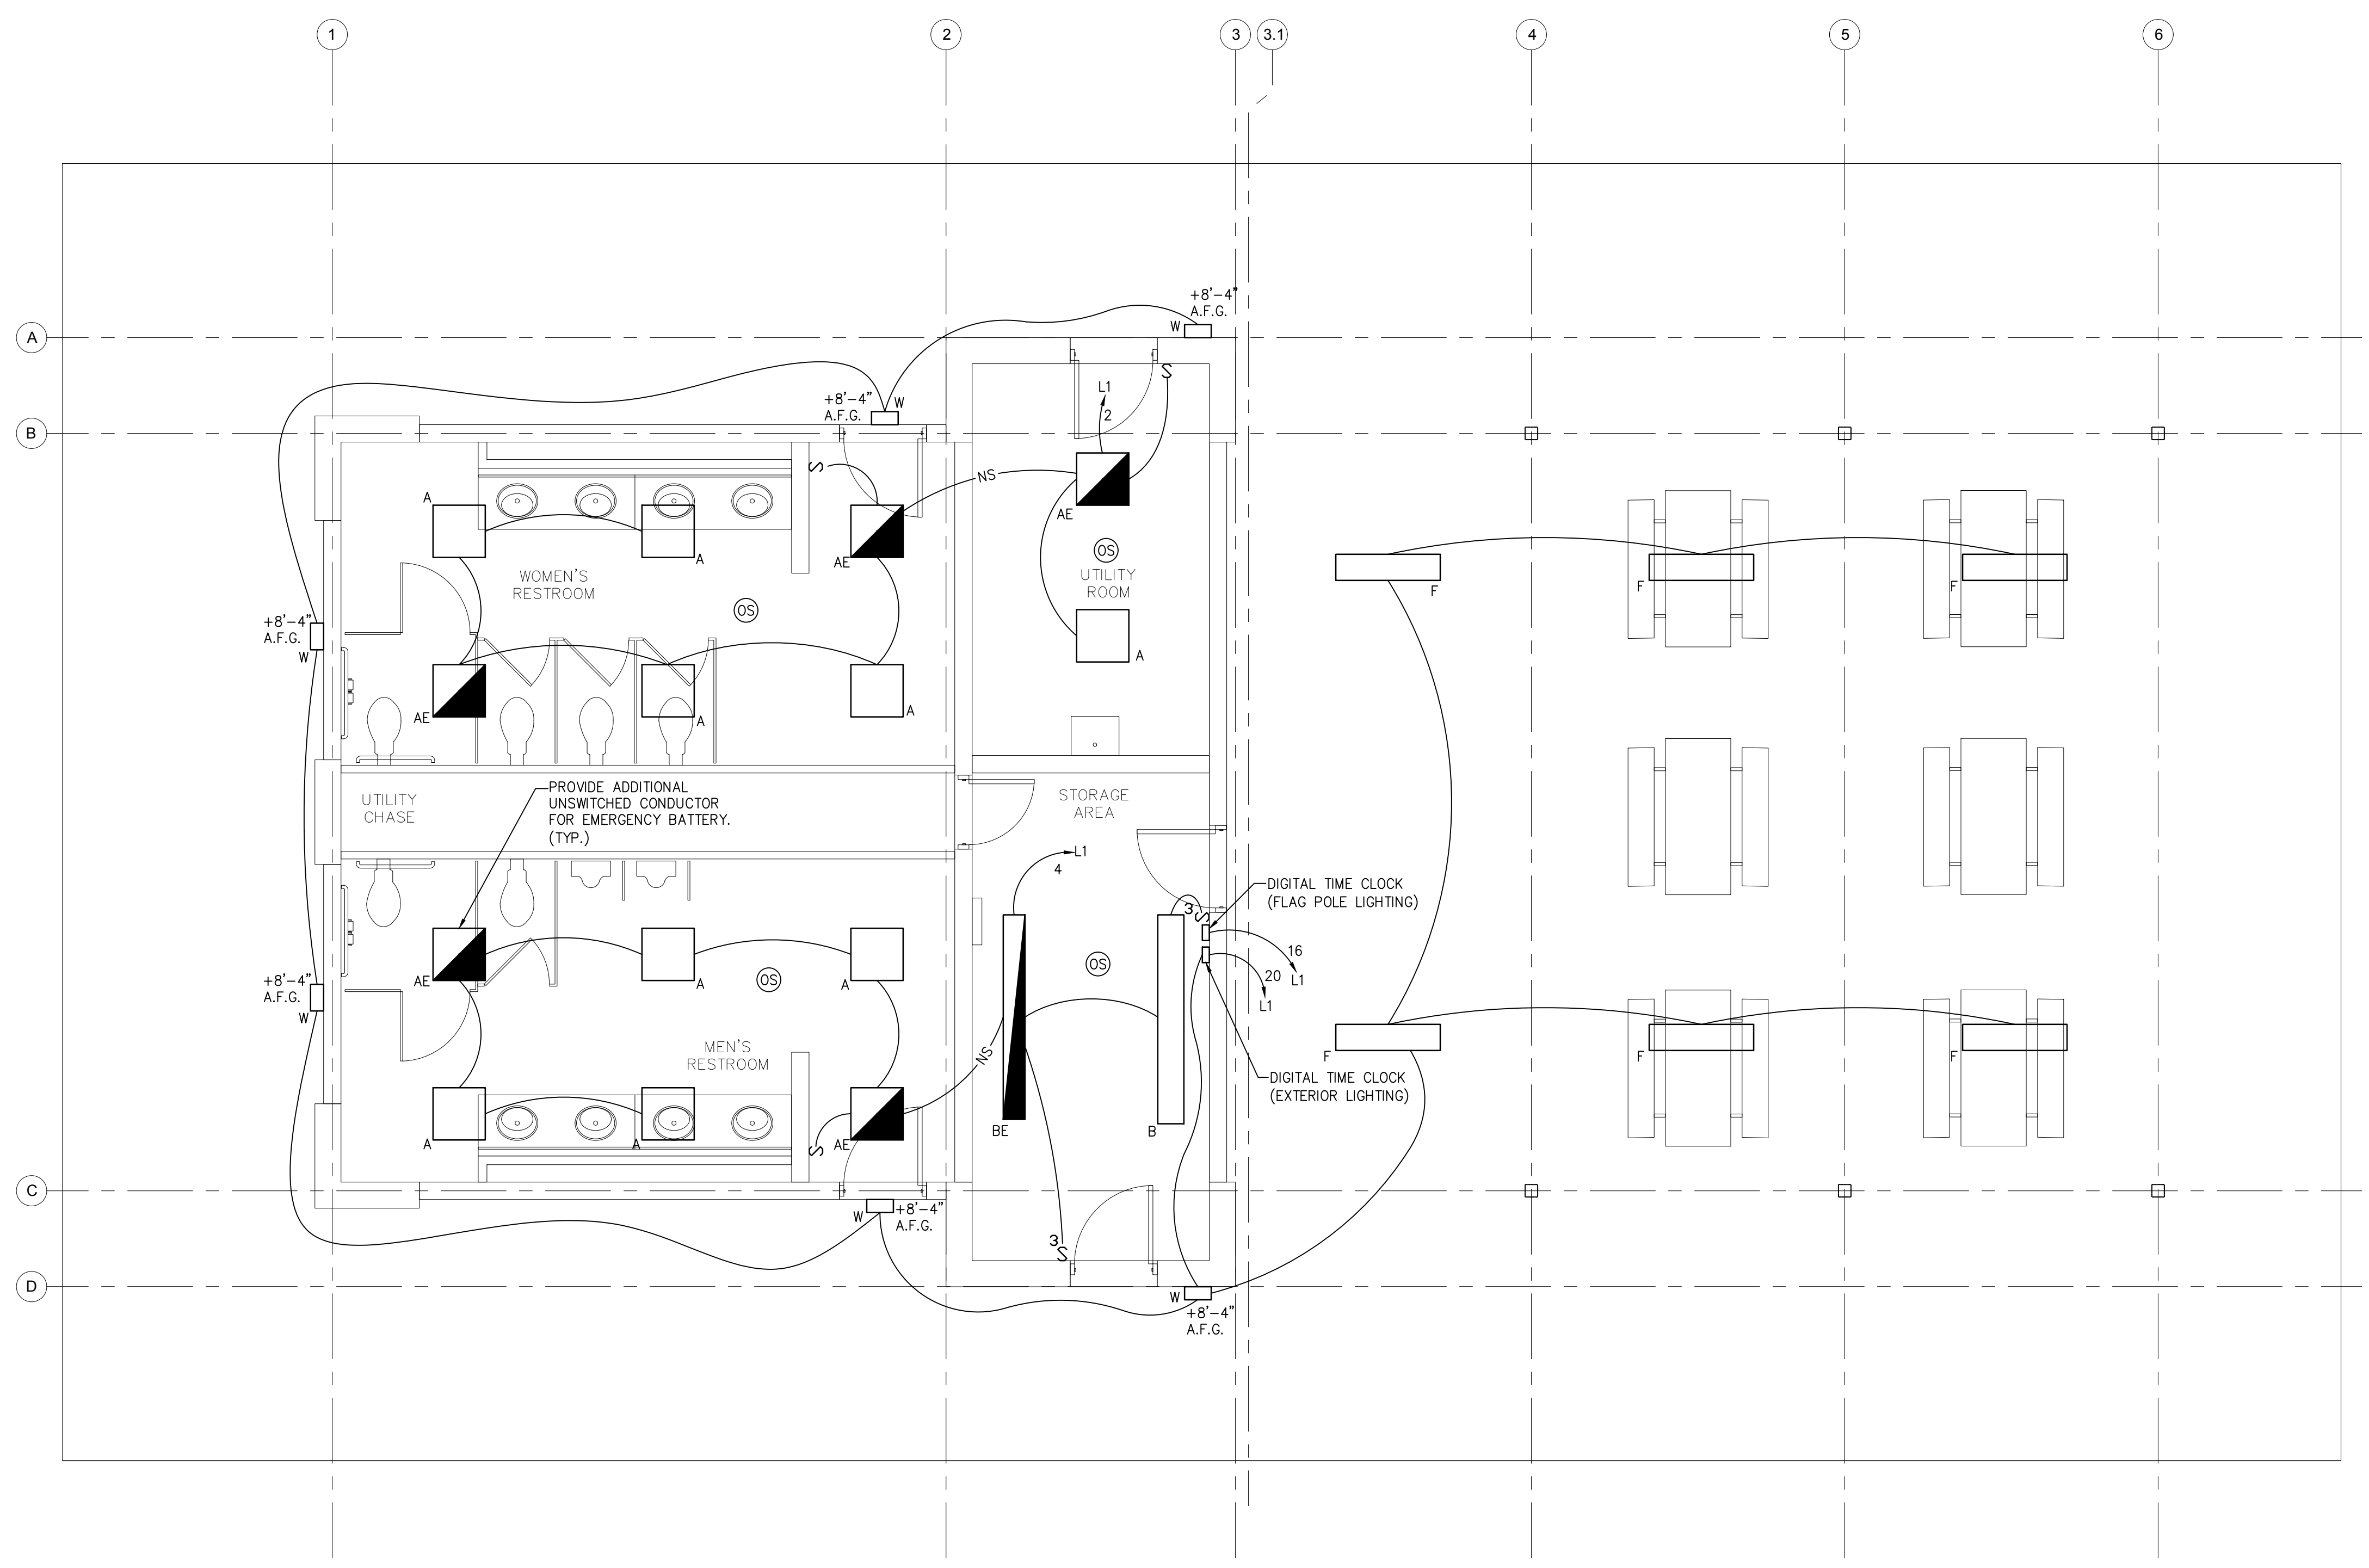 1
2
3
3.1
4
5
6
+8'-4"
A.F.G.
W
A
+8'-4"
A.F.G.
W
S
L1
2
B
S
NS
A
A
AE
AE
OS
UTILITY
ROOM
WOMEN'S
RESTROOM
OS
F
F
F
+8'-4"
A.F.G.
W
A
AE
A
A
UTILITY
CHASE
PROVIDE ADDITIONAL
UNSWITCHED CONDUCTOR
FOR EMERGENCY BATTERY.
(TYP.)
STORAGE
AREA
L1
4
DIGITAL TIME CLOCK
(FLAG POLE LIGHTING)
3
S
16
L1
20
L1
OS
OS
AE
A
A
+8'-4"
A.F.G.
W
MEN'S
RESTROOM
NS
F
F
F
DIGITAL TIME CLOCK
(EXTERIOR LIGHTING)
A
A
AE
S
BE
B
C
W
+8'-4"
A.F.G.
3
S
D
W
+8'-4"
A.F.G.